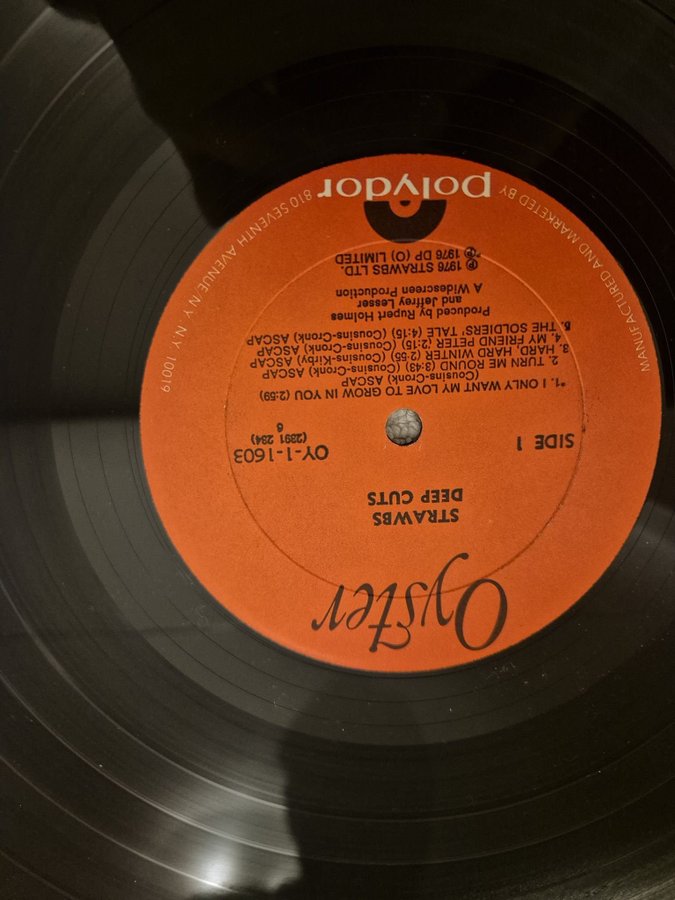 Oyster
STRAWBS
DEEP CUTS
SIDE 1
OY-1-1603
(2391 234)
6
*1. I ONLY WANT MY LOVE TO GROW IN YOU (2:59)
(Cousins-Cronk) ASCAP
2. TURN ME ROUND (3:43) (Cousins-Cronk) ASCAP
3. HARD, HARD WINTER (2:55) (Cousins-Kirby) ASCAP
4. MY FRIEND PETER (2:15) (Cousins-Cronk) ASCAP
5. THE SOLDIERS' TALE (4:15) (Cousins-Cronk) ASCAP
Produced by Rupert Holmes
and Jeffrey Lesser
A Widescreen Production
℗ 1976 STRAWBS LTD.
*℗ 1976 DP (O) LIMITED
polydor
MANUFACTURED AND MARKETED BY
810 SEVENTH AVENUE N.Y. N.Y. 10019